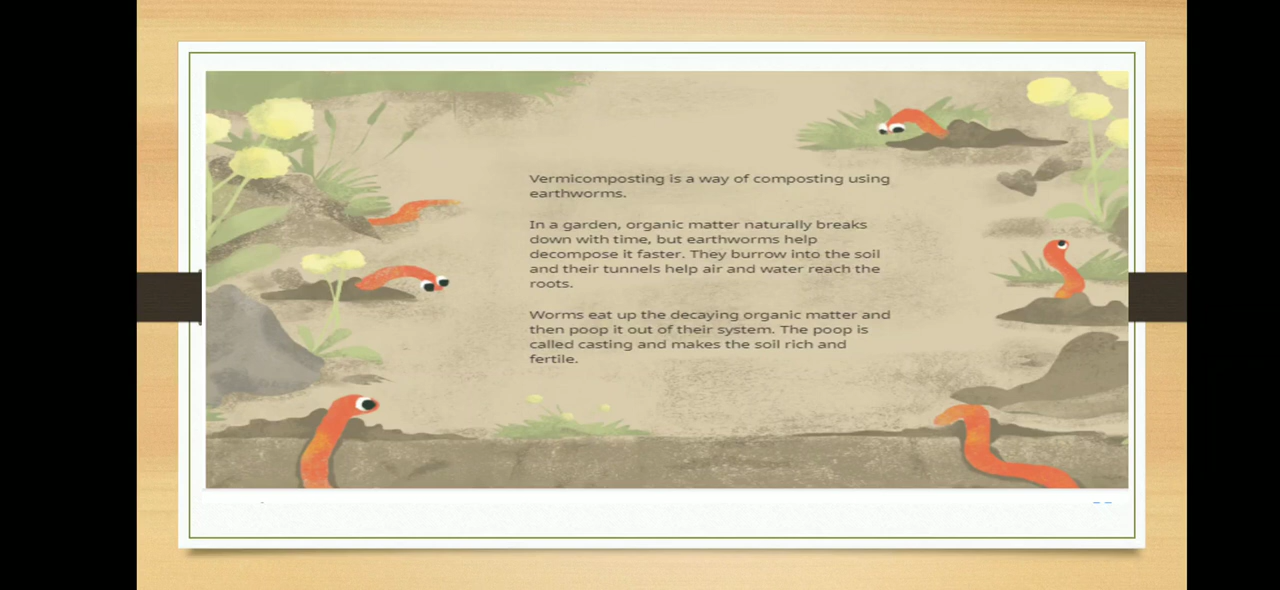 Vermicomposting is a way of composting using
earthworms.
In a garden, organic matter naturally breaks
down with time, but earthworms help
decompose it faster. They burrow into the soil
and their tunnels help air and water reach the
roots.
Worms eat up the decaying organic matter and
then poop it out of their system. The poop is
called casting and makes the soil rich and
fertile.